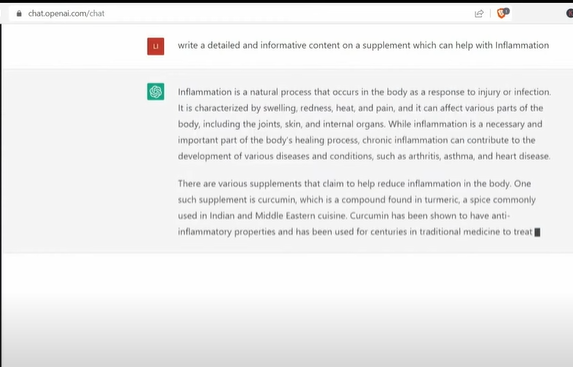 chat.openai.com/chat
LI
write a detailed and informative content on a supplement which can help with Inflammation
Inflammation is a natural process that occurs in the body as a response to injury or infection.
It is characterized by swelling, redness, heat, and pain, and it can affect various parts of the
body, including the joints, skin, and internal organs. While inflammation is a necessary and
important part of the body's healing process, chronic inflammation can contribute to the
development of various diseases and conditions, such as arthritis, asthma, and heart disease.
There are various supplements that claim to help reduce inflammation in the body. One
such supplement is curcumin, which is a compound found in turmeric, a spice commonly
used in Indian and Middle Eastern cuisine. Curcumin has been shown to have anti-
inflammatory properties and has been used for centuries in traditional medicine to treat